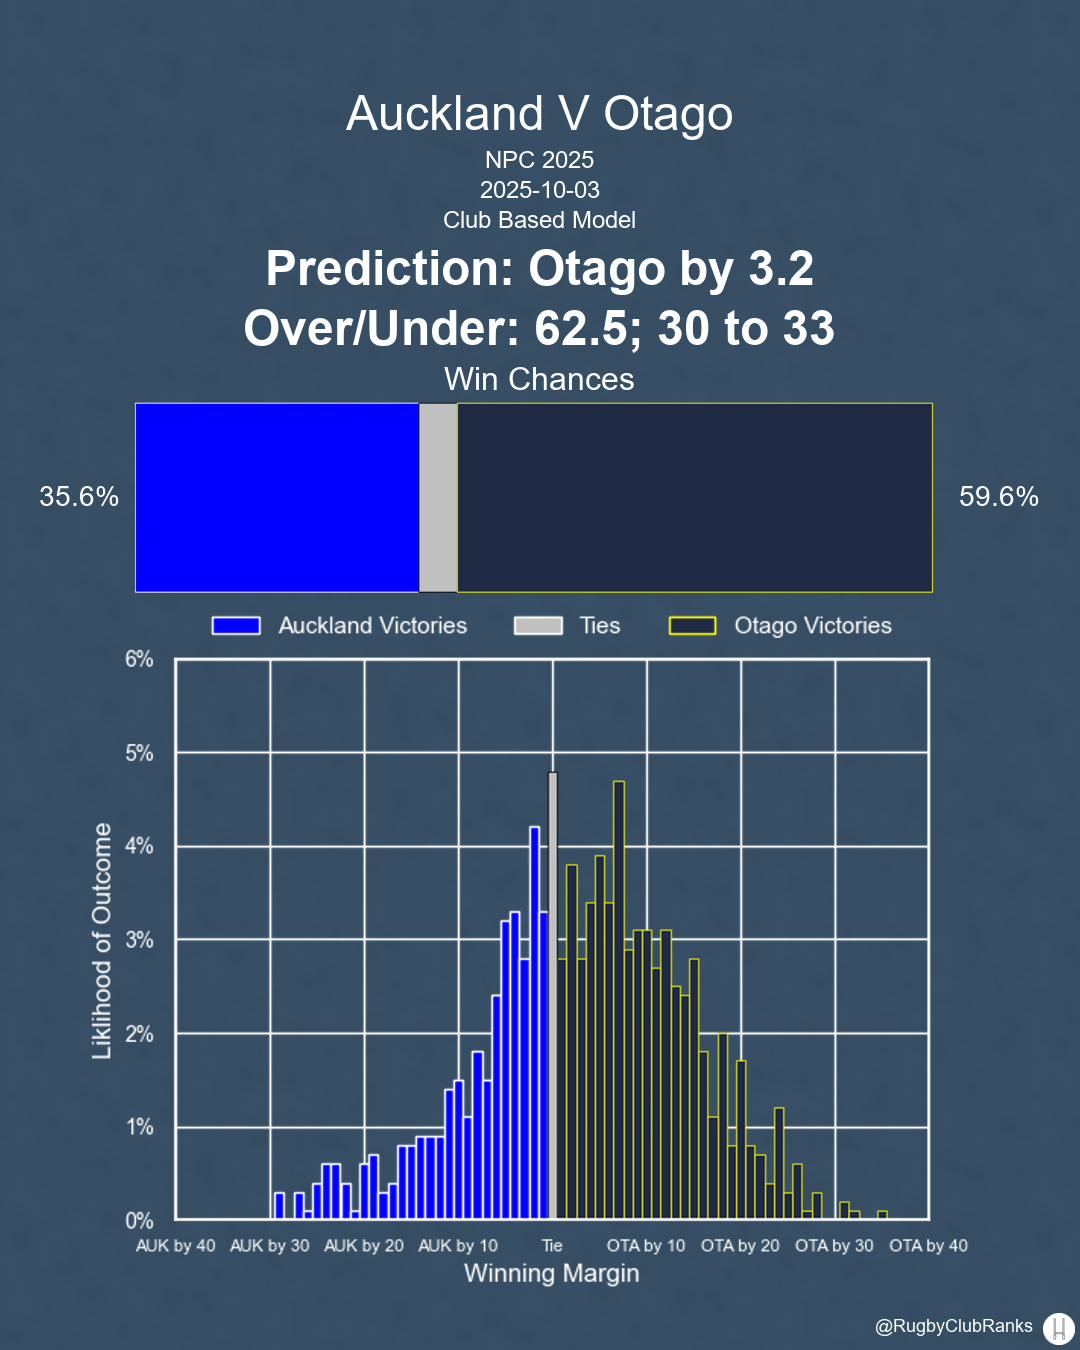 Auckland V Otago
NPC 2025
2025-10-03
Club Based Model
Prediction: Otago by 3.2
Over/Under: 62.5; 30 to 33
Win Chances
35.6%
59.6%
Auckland Victories
Ties
Otago Victories
6%
5%
4%
3%
2%
1%
0%
Liklihood of Outcome
AUK by 40
AUK by 30
AUK by 20
AUK by 10
Tie
OTA by 10
OTA by 20
OTA by 30
OTA by 40
Winning Margin
@RugbyClubRanks